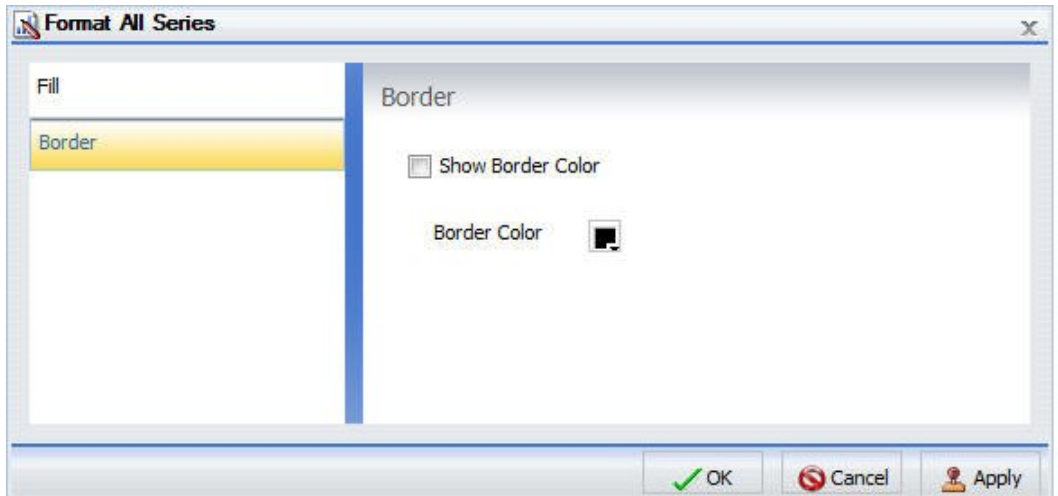 Format All Series
x
Fill
Border
Border
Show Border Color
Border Color
OK
Cancel
Apply